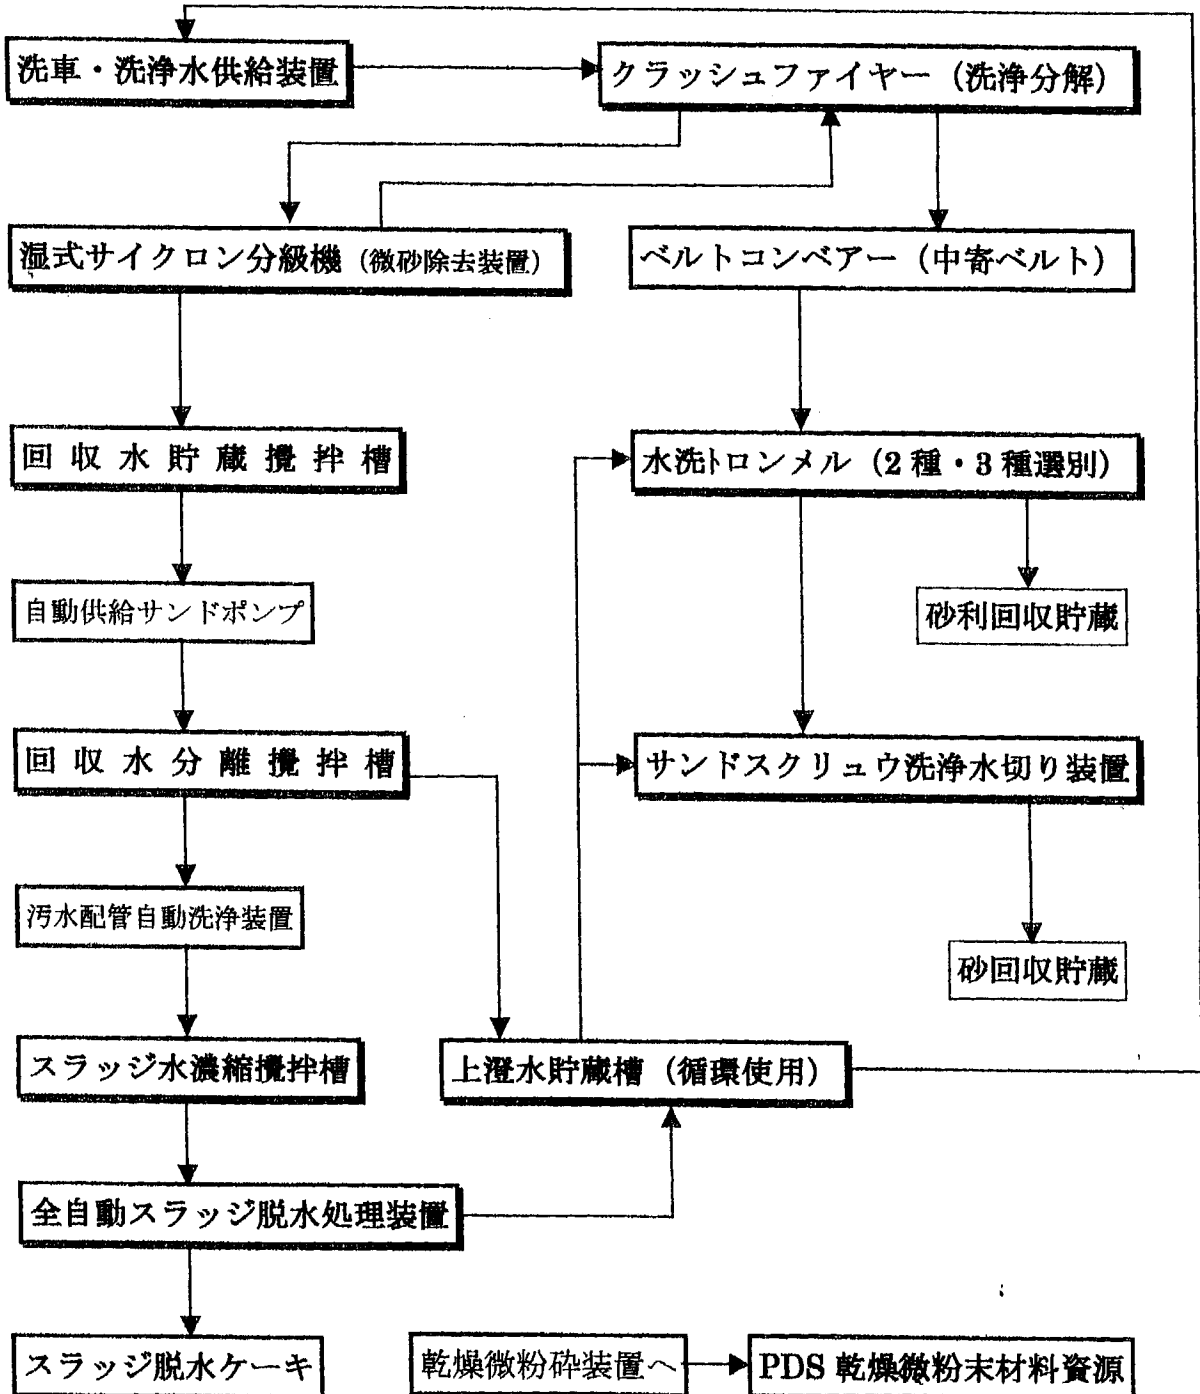 洗車・洗浄水供給装置
クラッシュファイヤー（洗浄分解）
湿式サイクロン分級機（微砂除去装置）
ベルトコンベアー（中寄ベルト）
回収水貯蔵攪拌槽
水洗トロンメル（2種・3種選別）
自動供給サンドポンプ
砂利回収貯蔵
回収水分離攪拌槽
サンドスクリュウ洗浄水切り装置
汚水配管自動洗浄装置
砂回収貯蔵
スラッジ水濃縮攪拌槽
上澄水貯蔵槽（循環使用）
全自動スラッジ脱水処理装置
スラッジ脱水ケーキ
乾燥微粉砕装置へ
PDS 乾燥微粉末材料資源